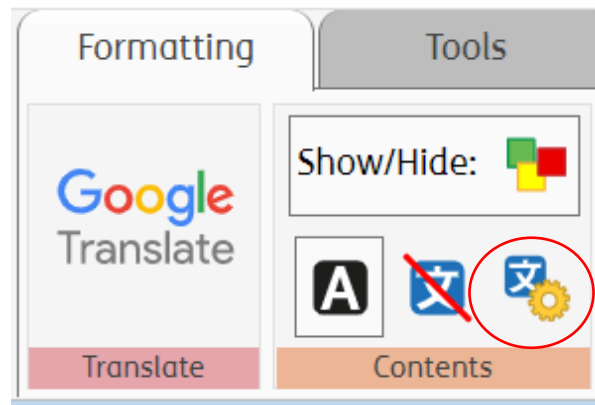 Formatting
Tools
Google
Translate
Translate
Show/Hide:
A
文
文
Contents